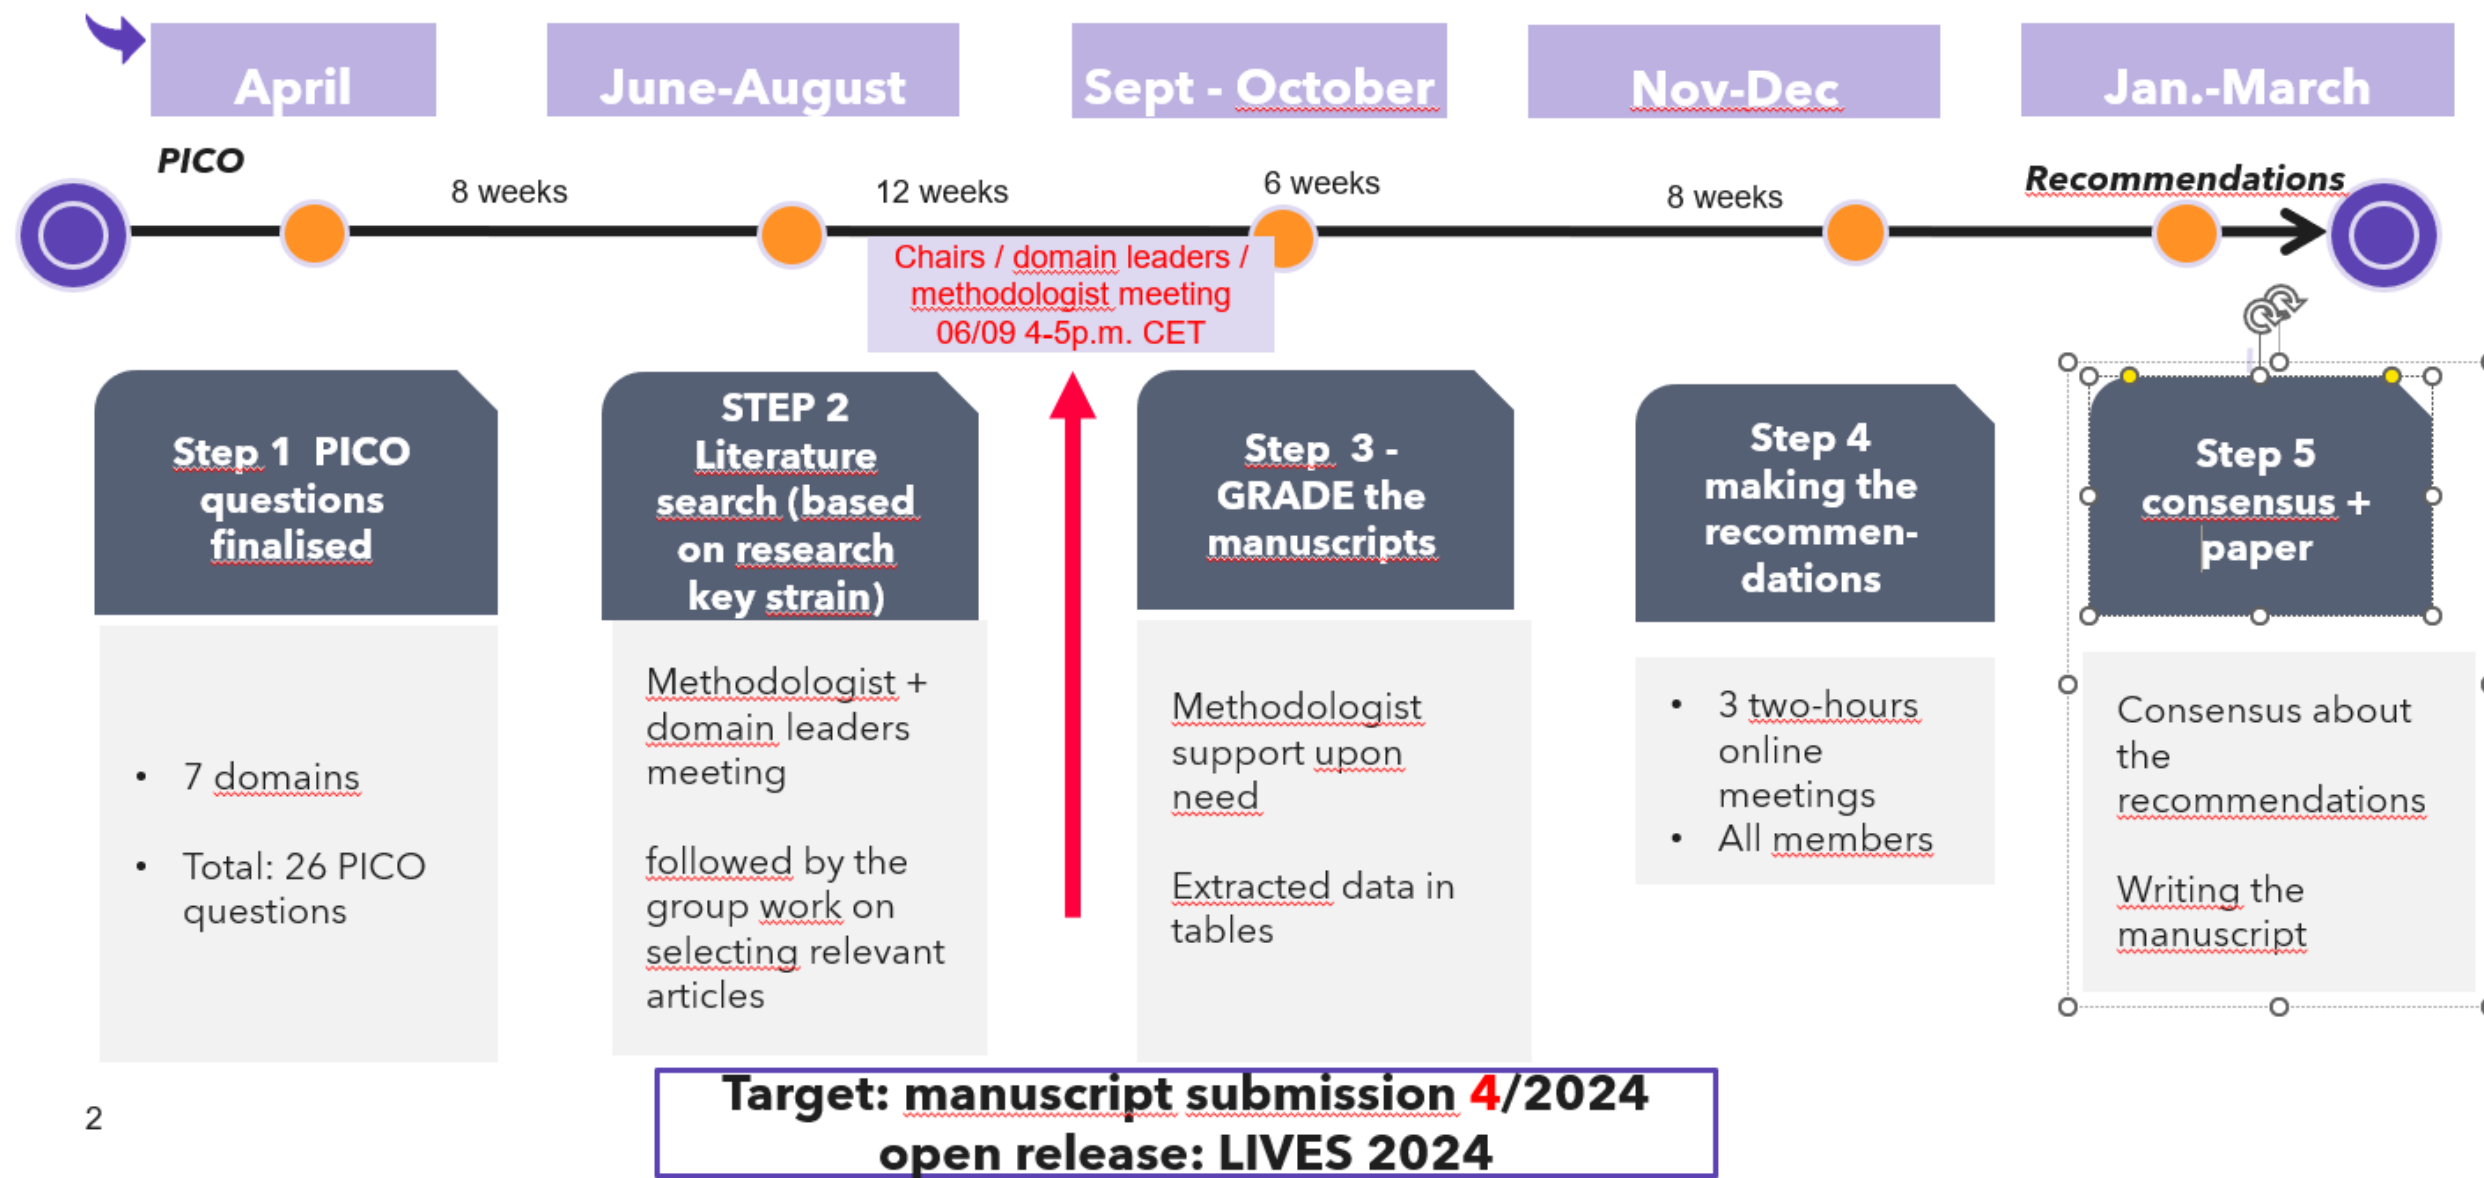 April
June-August
Sept - October
Nov-Dec
Jan.-March
PICO
8 weeks
12 weeks
6 weeks
8 weeks
Recommendations
Chairs / domain leaders /
methodologist meeting
06/09 4-5p.m. CET
Step 1  PICO
questions
finalised
• 7 domains
• Total: 26 PICO
questions
STEP 2
Literature
search (based
on research
key strain)
Methodologist +
domain leaders
meeting
followed by the
group work on
selecting relevant
articles
Step  3 -
GRADE the
manuscripts
Methodologist
support upon
need
Extracted data in
tables
Step 4
making the
recommen-
dations
• 3 two-hours
online
meetings
• All members
Step 5
consensus +
paper
Consensus about
the
recommendations
Writing the
manuscript
Target: manuscript submission 4/2024
open release: LIVES 2024
2